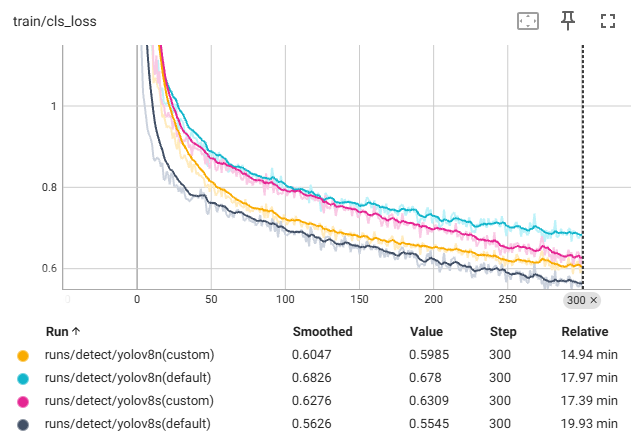 train/cls_loss
1
0.8
0.6
0 50 100 150 200 250 300 ×
Run ↑ Smoothed Value Step Relative
runs/detect/yolov8n(custom) 0.6047 0.5985 300 14.94 min
runs/detect/yolov8n(default) 0.6826 0.678 300 17.97 min
runs/detect/yolov8s(custom) 0.6276 0.6309 300 17.39 min
runs/detect/yolov8s(default) 0.5626 0.5545 300 19.93 min